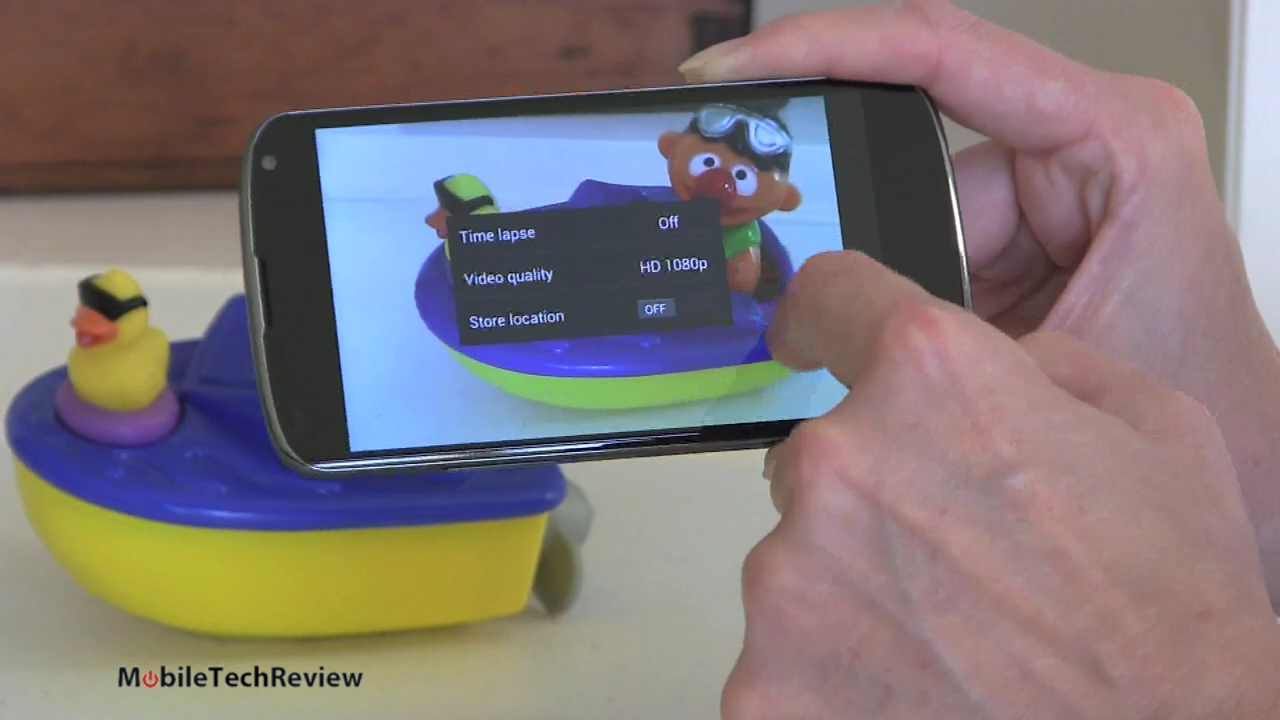 Time lapse Off
Video quality HD 1080p
Store location OFF
MobileTechReview